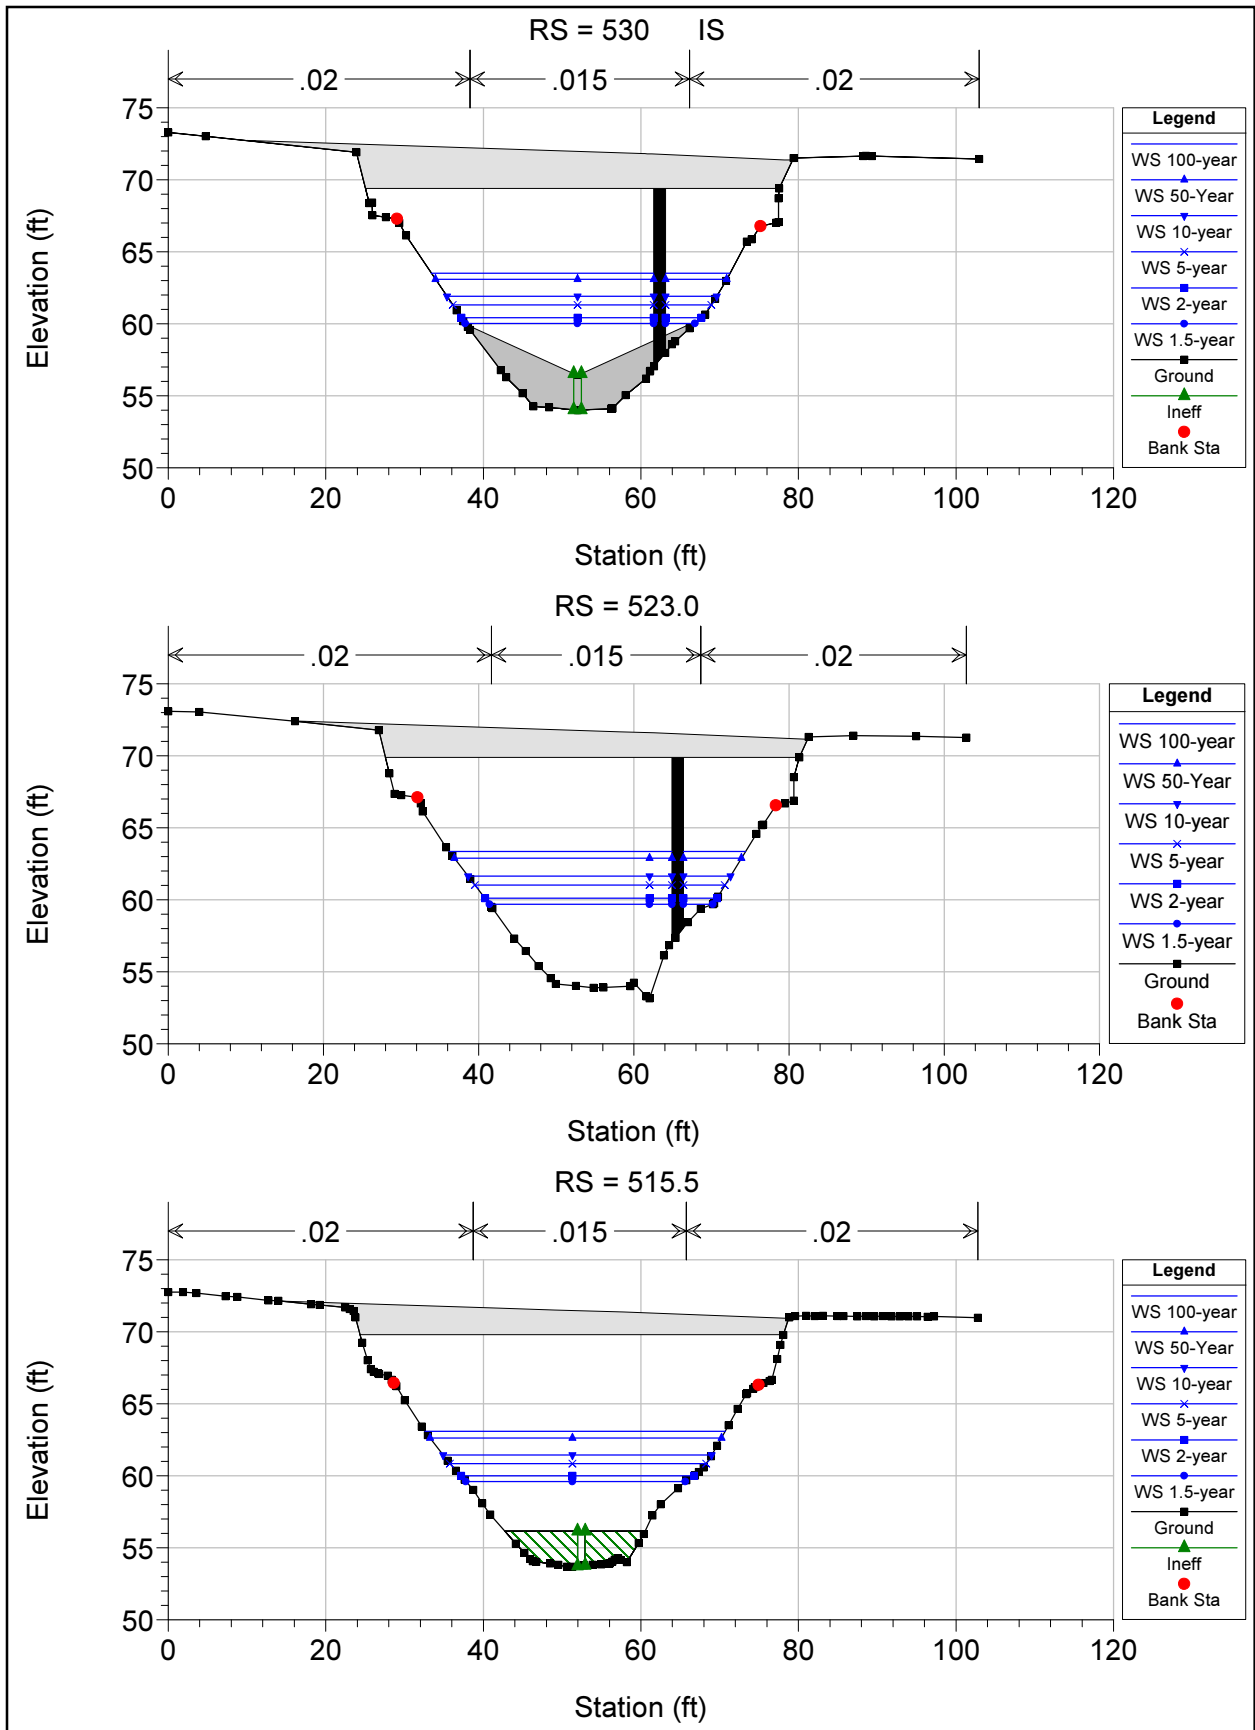 RS = 530 IS
.02 .015 .02
75
70
65
60
55
50
Elevation (ft)
0 20 40 60 80 100 120
Station (ft)
Legend
WS 100-year
WS 50-Year
WS 10-year
WS 5-year
WS 2-year
WS 1.5-year
Ground
Ineff
Bank Sta
RS = 523.0
.02 .015 .02
75
70
65
60
55
50
Elevation (ft)
0 20 40 60 80 100 120
Station (ft)
Legend
WS 100-year
WS 50-Year
WS 10-year
WS 5-year
WS 2-year
WS 1.5-year
Ground
Bank Sta
RS = 515.5
.02 .015 .02
75
70
65
60
55
50
Elevation (ft)
0 20 40 60 80 100 120
Station (ft)
Legend
WS 100-year
WS 50-Year
WS 10-year
WS 5-year
WS 2-year
WS 1.5-year
Ground
Ineff
Bank Sta